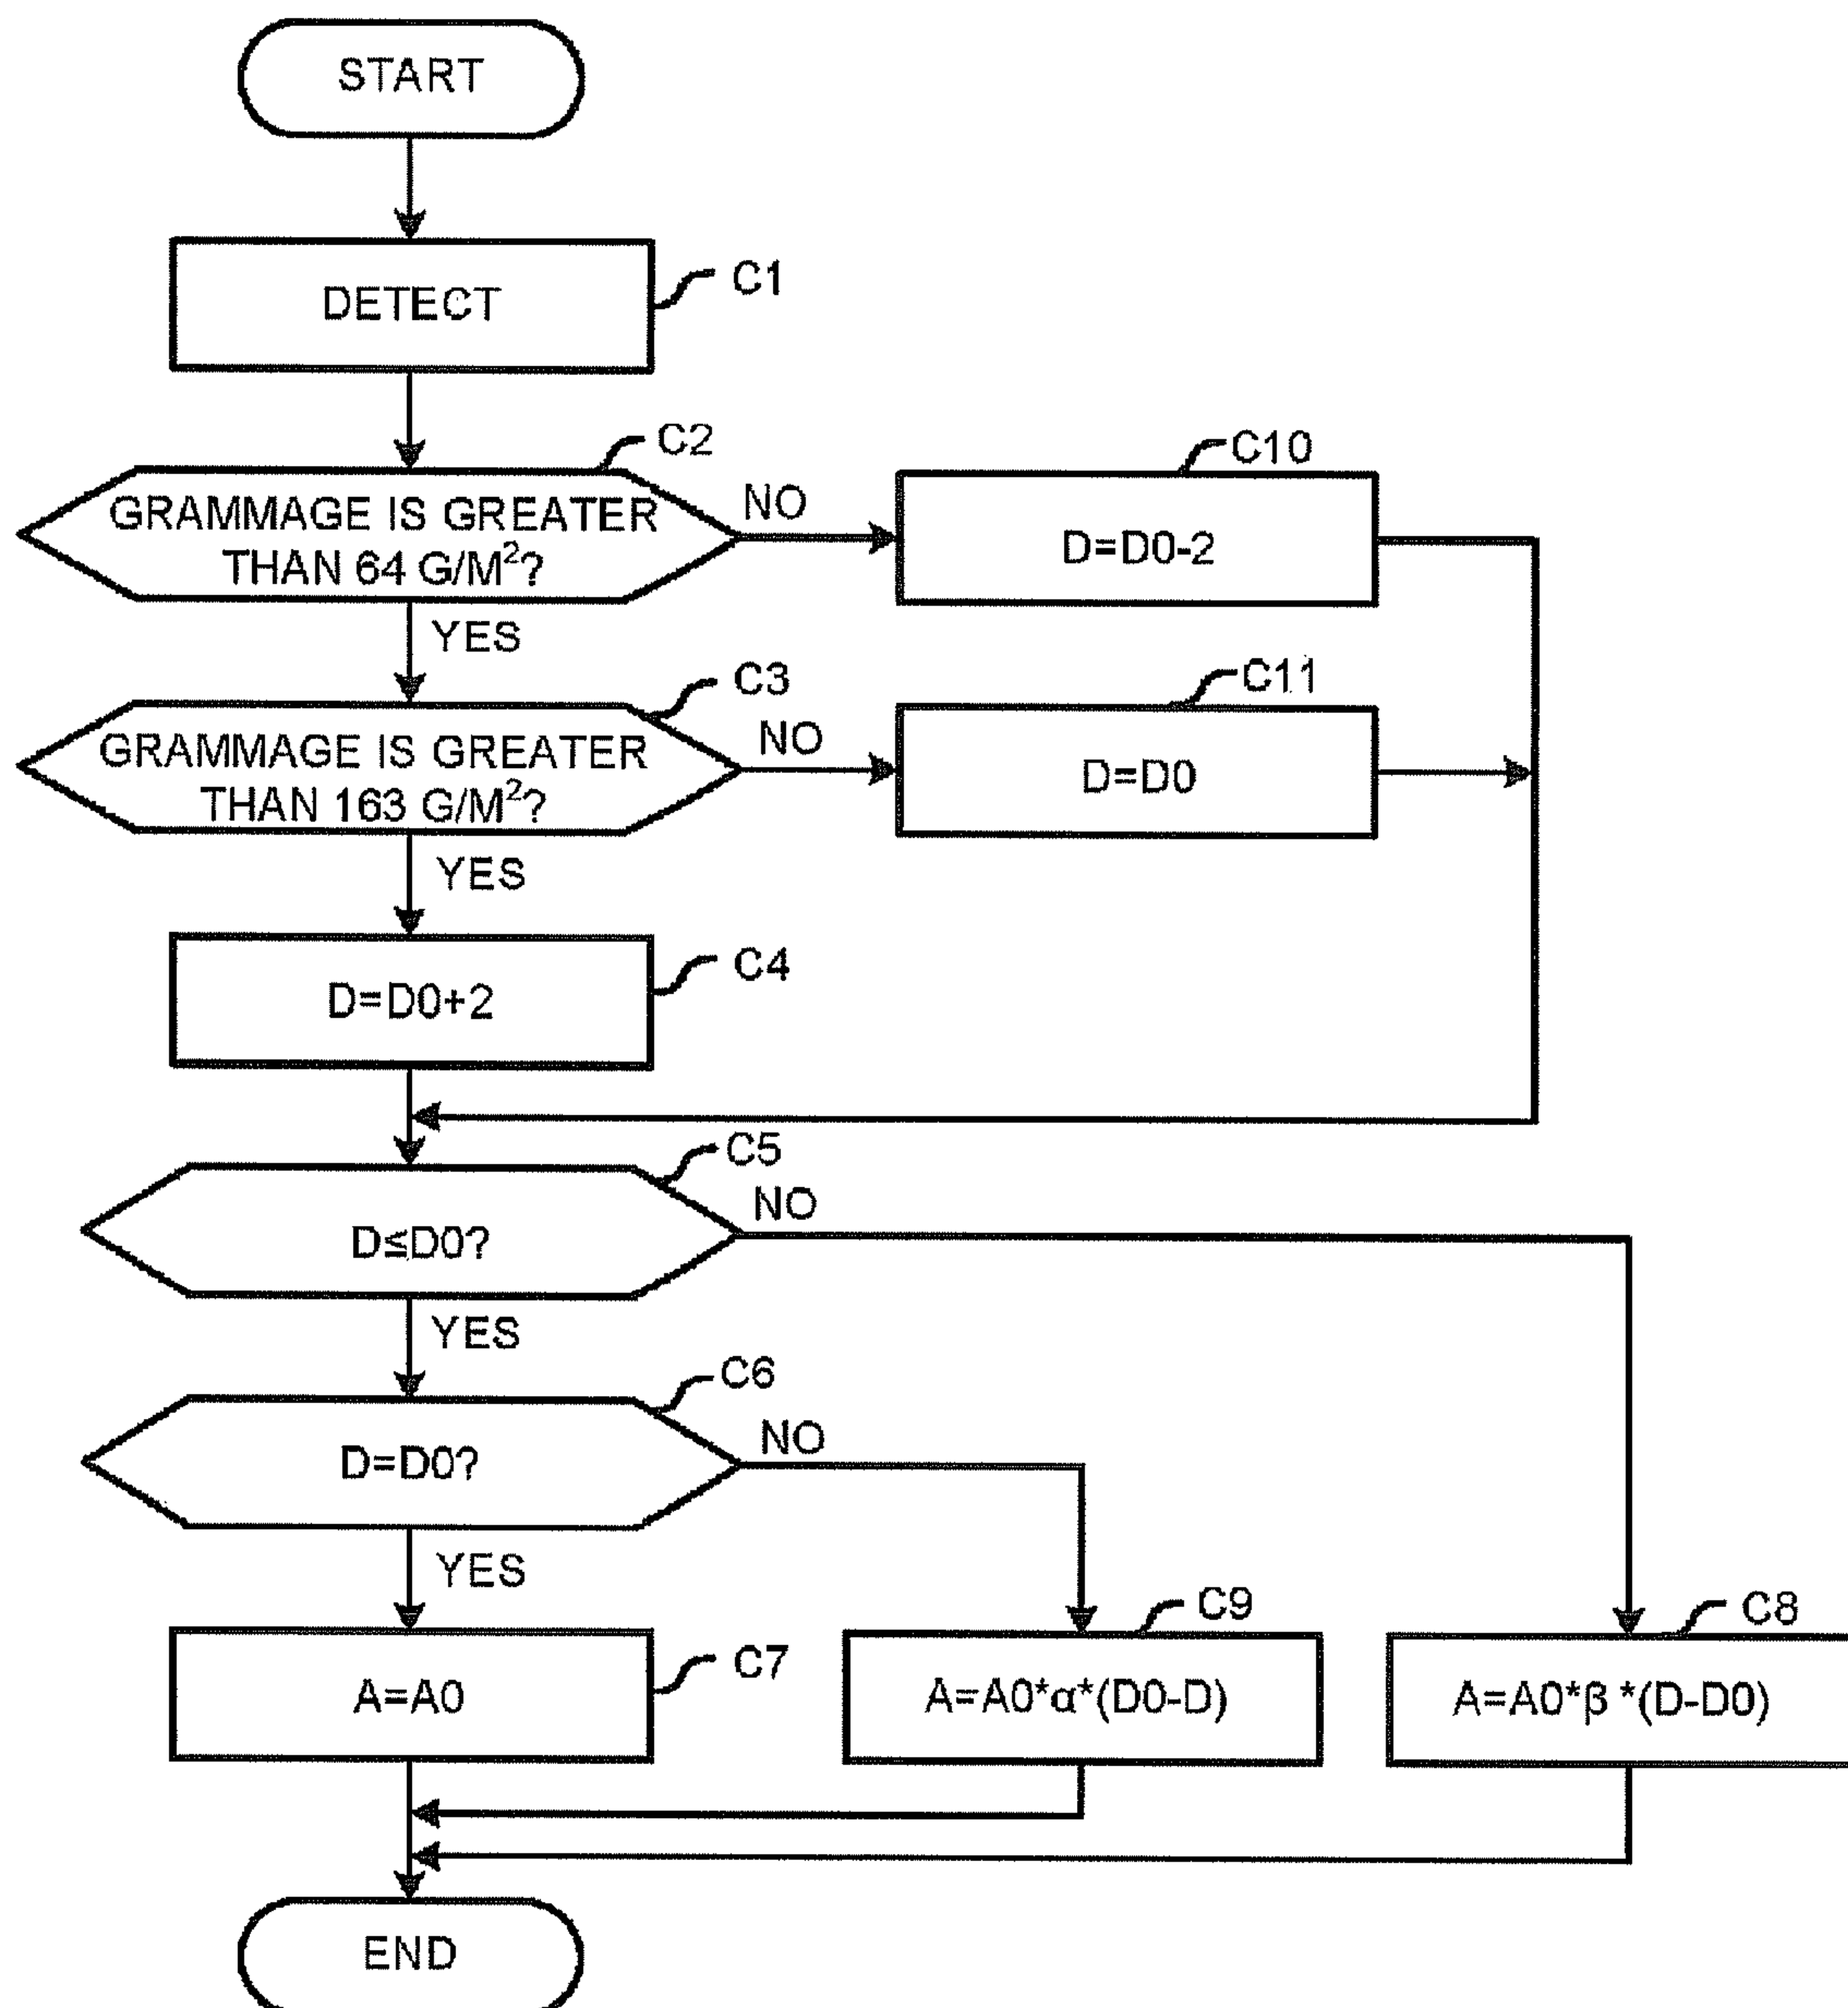 START
DETECT
C1
C2
GRAMMAGE IS GREATER
THAN 64 G/M²?
NO
C10
D=D0-2
YES
C3
GRAMMAGE IS GREATER
THAN 163 G/M²?
NO
C11
D=D0
YES
C4
D=D0+2
C5
D≤D0?
NO
YES
C6
D=D0?
NO
YES
C7
A=A0
C9
A=A0*α*(D0-D)
C8
A=A0*β *(D-D0)
END